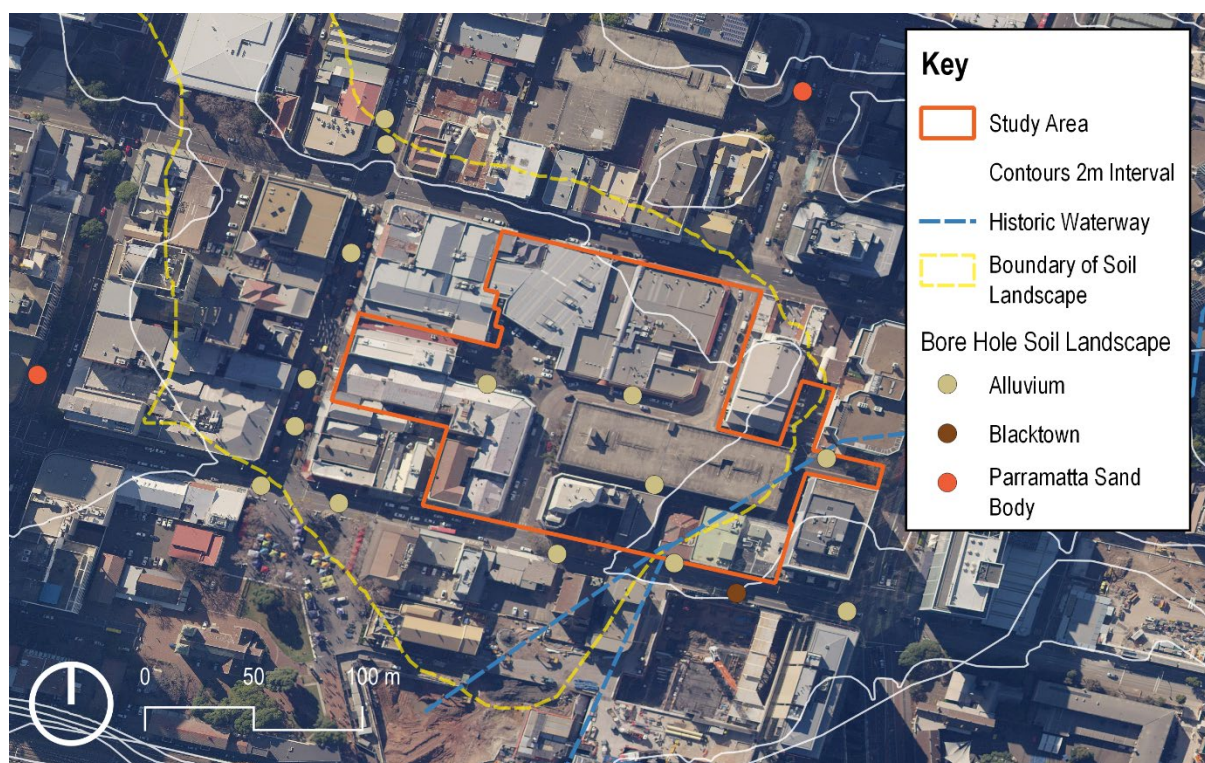 Key
Study Area
Contours 2m Interval
Historic Waterway
Boundary of Soil
Landscape
Bore Hole Soil Landscape
Alluvium
Blacktown
Parramatta Sand
Body
0 50 100 m